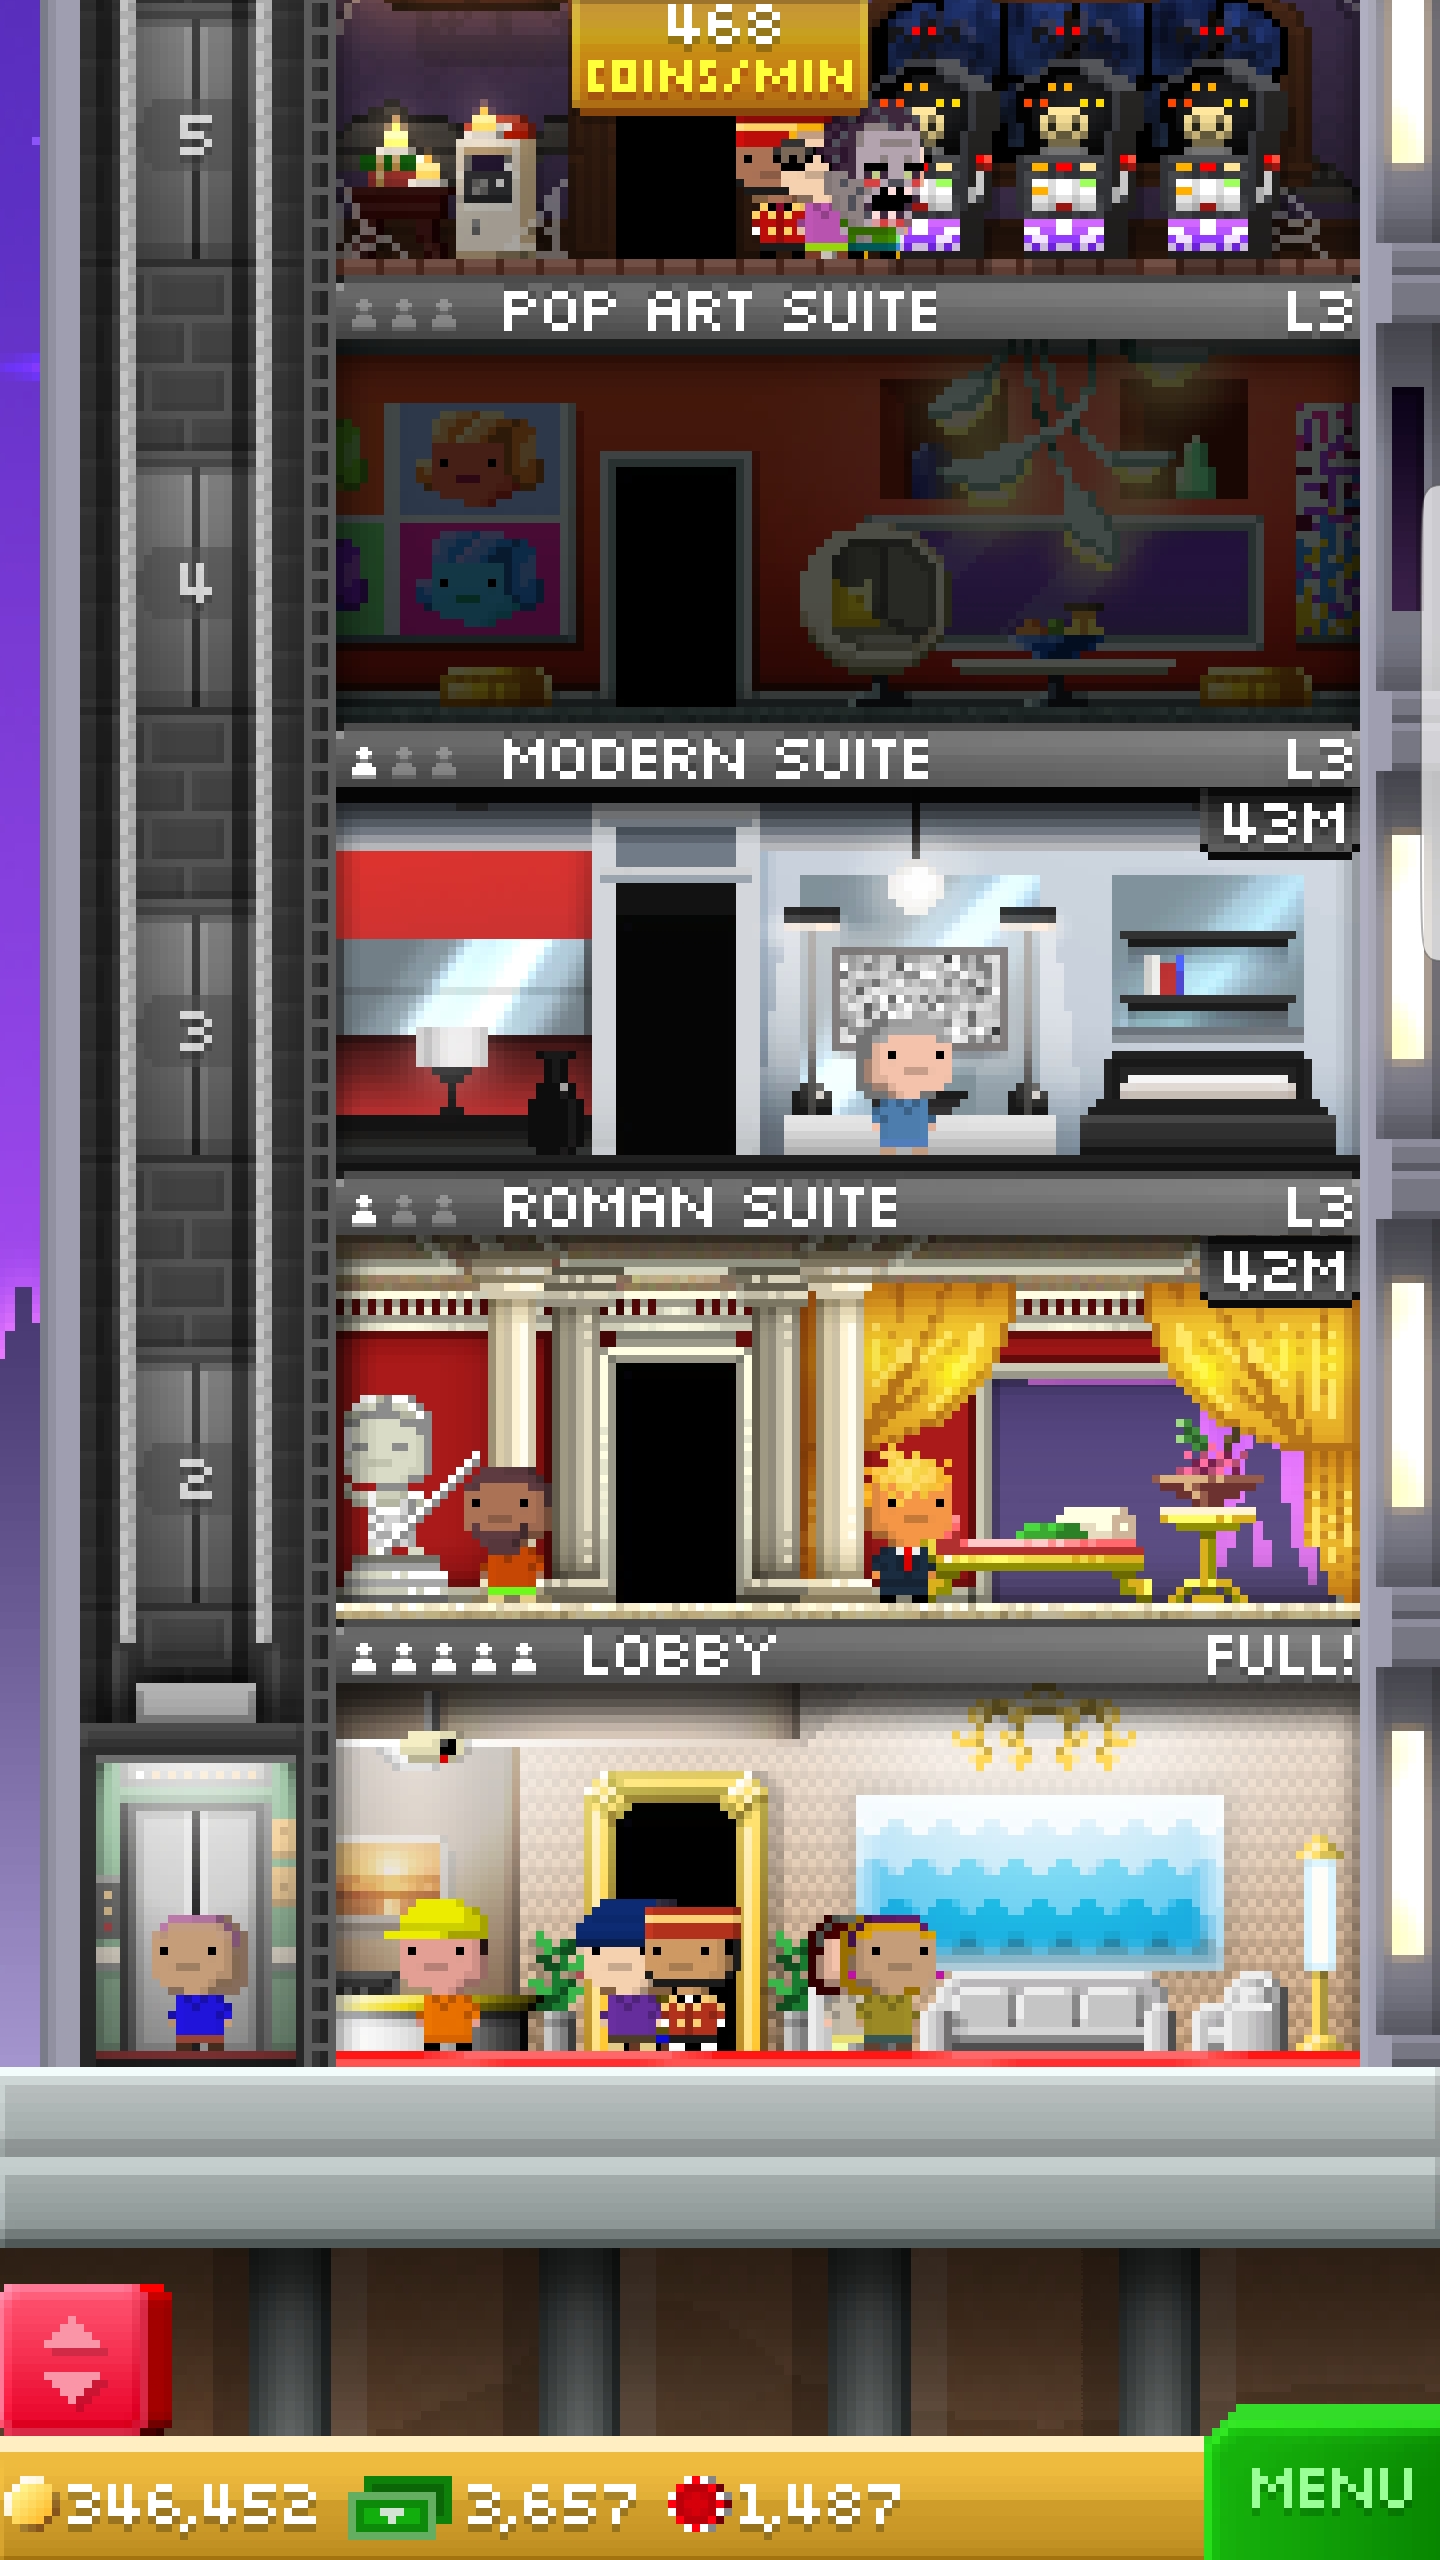 468
COINS/MIN
5
POP ART SUITE L3
4
MODERN SUITE L3
43M
3
ROMAN SUITE L3
42M
2
LOBBY FULL!
346,452 3,657 1,487
MENU